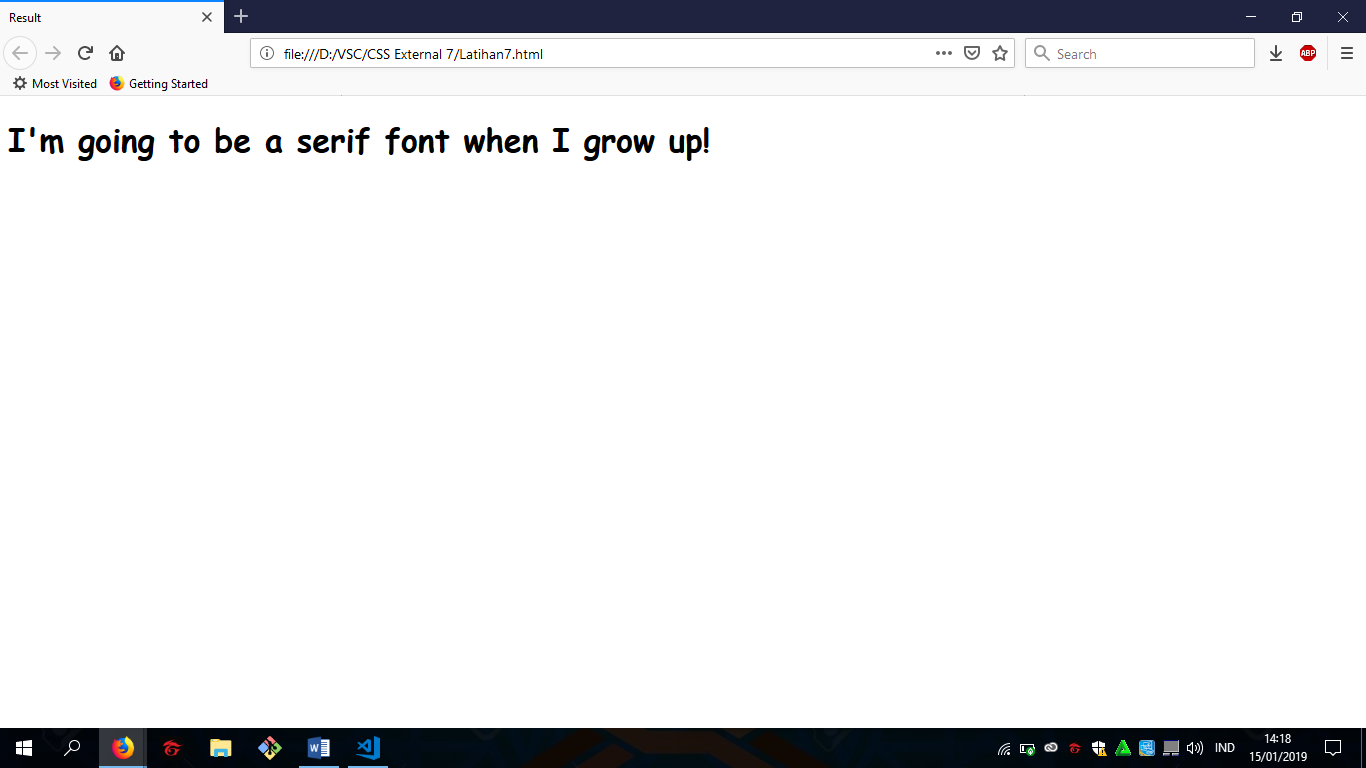 Result
file:///D:/VSC/CSS External 7/Latihan7.html
Search
ABP
Most Visited
Getting Started
I'm going to be a serif font when I grow up!
IND
14:18
15/01/2019